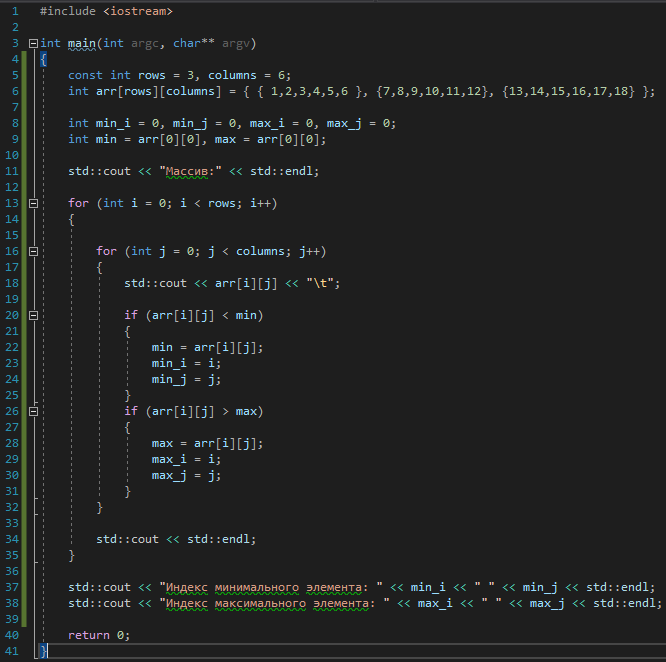 1 #include <iostream>
2
3 int main(int argc, char** argv)
4 {
5 const int rows = 3, columns = 6;
6 int arr[rows][columns] = { { 1,2,3,4,5,6 }, {7,8,9,10,11,12}, {13,14,15,16,17,18} };
7
8 int min_i = 0, min_j = 0, max_i = 0, max_j = 0;
9 int min = arr[0][0], max = arr[0][0];
10
11 std::cout << "Массив:" << std::endl;
12
13 for (int i = 0; i < rows; i++)
14 {
15
16 for (int j = 0; j < columns; j++)
17 {
18 std::cout << arr[i][j] << "\t";
19
20 if (arr[i][j] < min)
21 {
22 min = arr[i][j];
23 min_i = i;
24 min_j = j;
25 }
26 if (arr[i][j] > max)
27 {
28 max = arr[i][j];
29 max_i = i;
30 max_j = j;
31 }
32 }
33
34 std::cout << std::endl;
35 }
36
37 std::cout << "Индекс минимального элемента: " << min_i << " " << min_j << std::endl;
38 std::cout << "Индекс максимального элемента: " << max_i << " " << max_j << std::endl;
39
40 return 0;
41 }